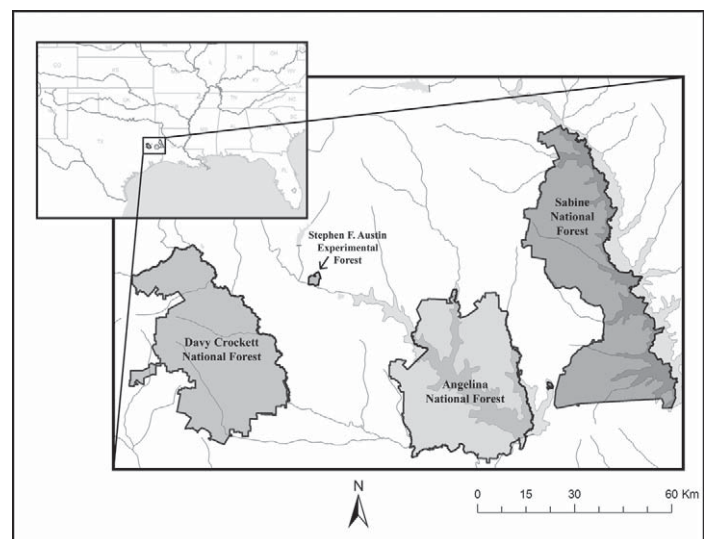 Sabine
National
Forest
Stephen F. Austin
Experimental
Forest
Davy Crockett
National Forest
Angelina
National Forest
N
0 15 30 60 Km